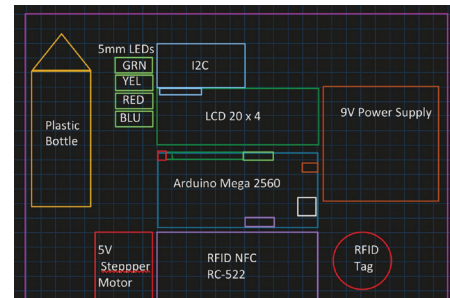 5mm LEDs
GRN
YEL
RED
BLU
I2C
LCD 20 x 4
9V Power Supply
Plastic
Bottle
Arduino Mega 2560
5V
Steppper
Motor
RFID NFC
RC-522
RFID
Tag